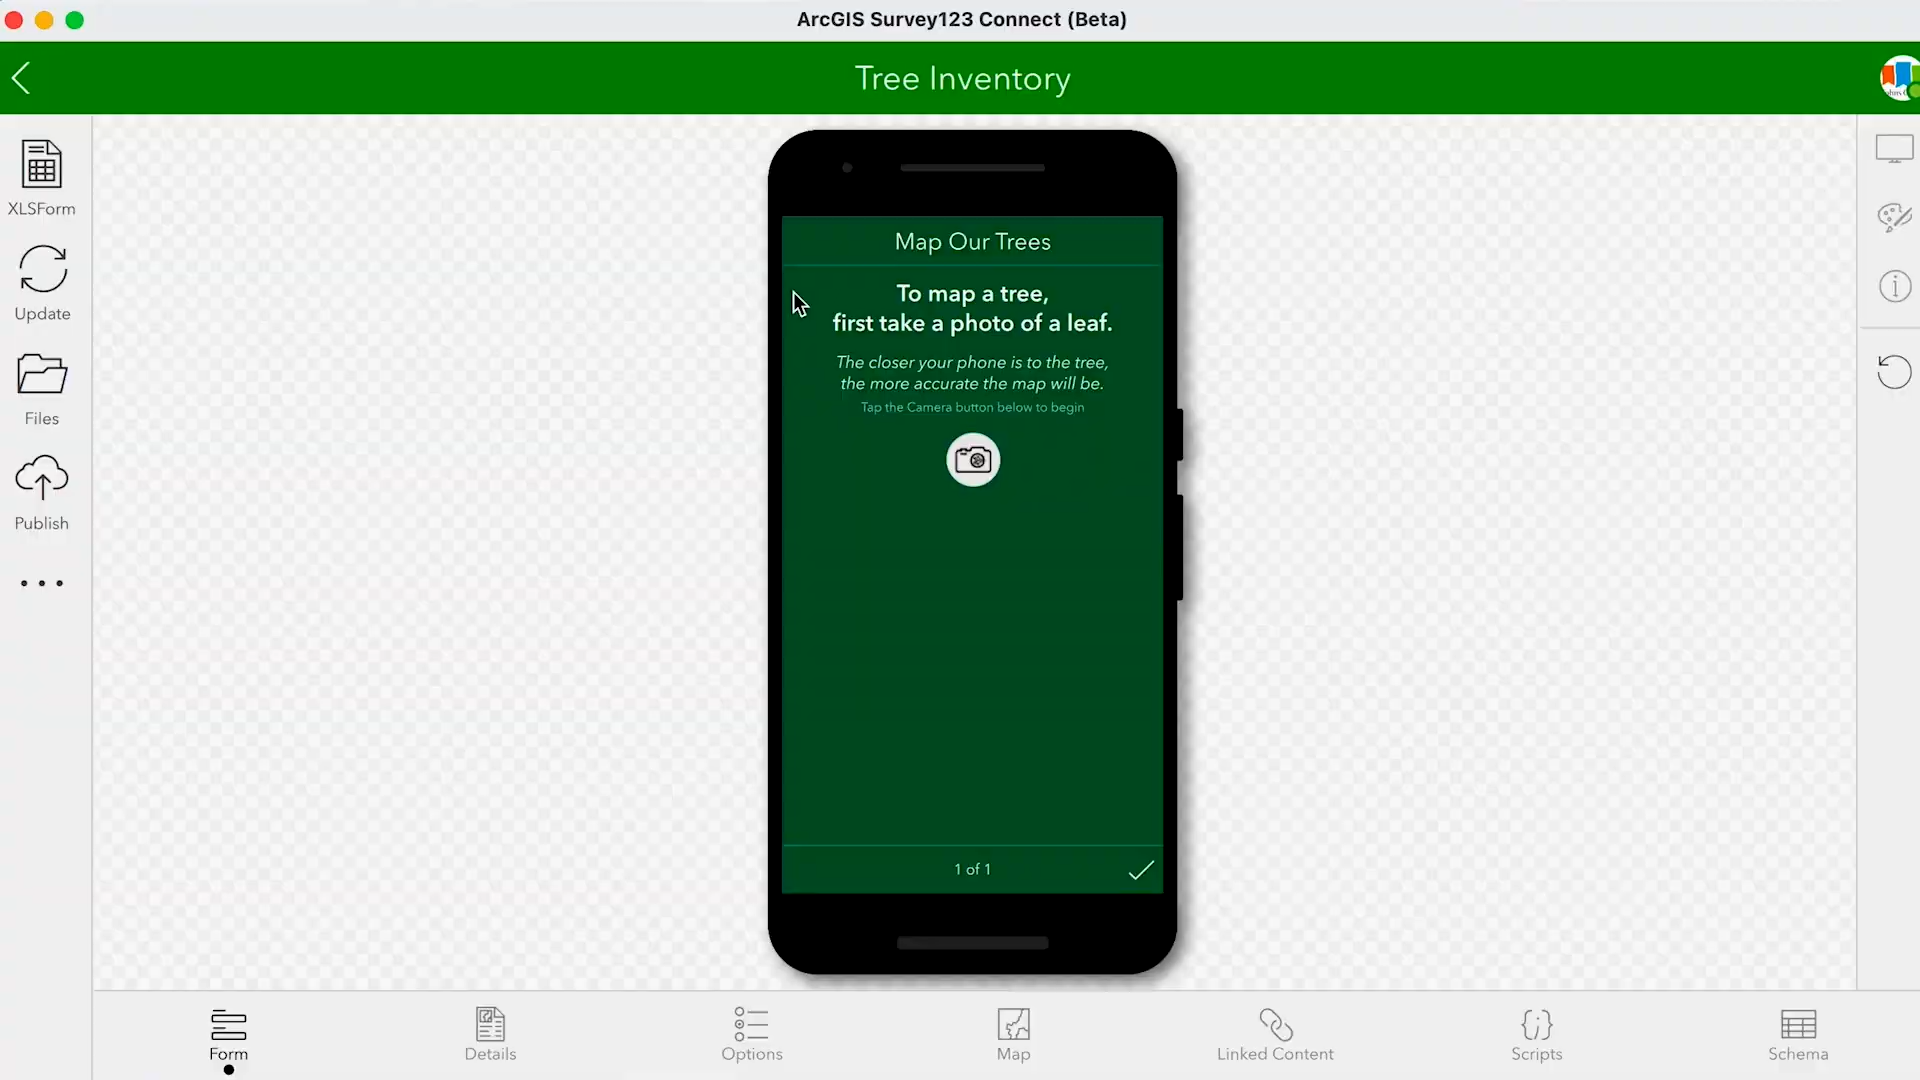 ArcGIS Survey123 Connect (Beta)
Tree Inventory
XLSForm
Update
Files
Publish
Map Our Trees
To map a tree,
first take a photo of a leaf.
The closer your phone is to the tree,
the more accurate the map will be.
Tap the Camera button below to begin
1 of 1
Form
Details
Options
Map
Linked Content
Scripts
Schema